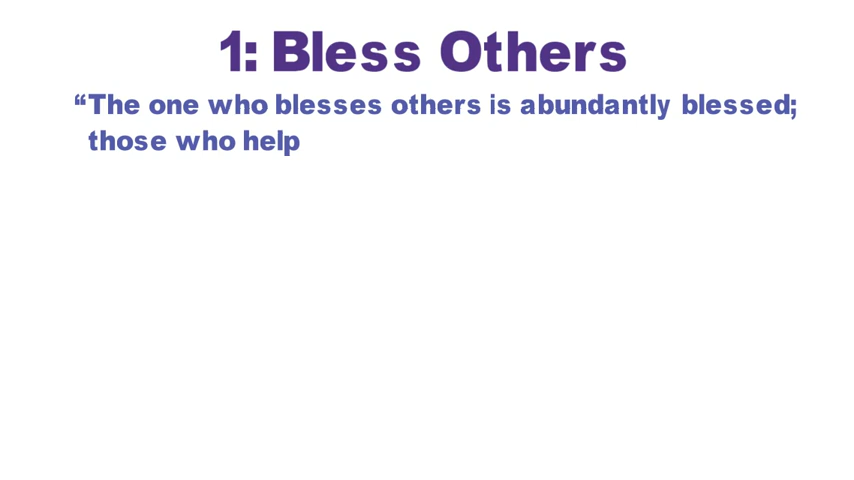 1: Bless Others
“The one who blesses others is abundantly blessed;
those who help